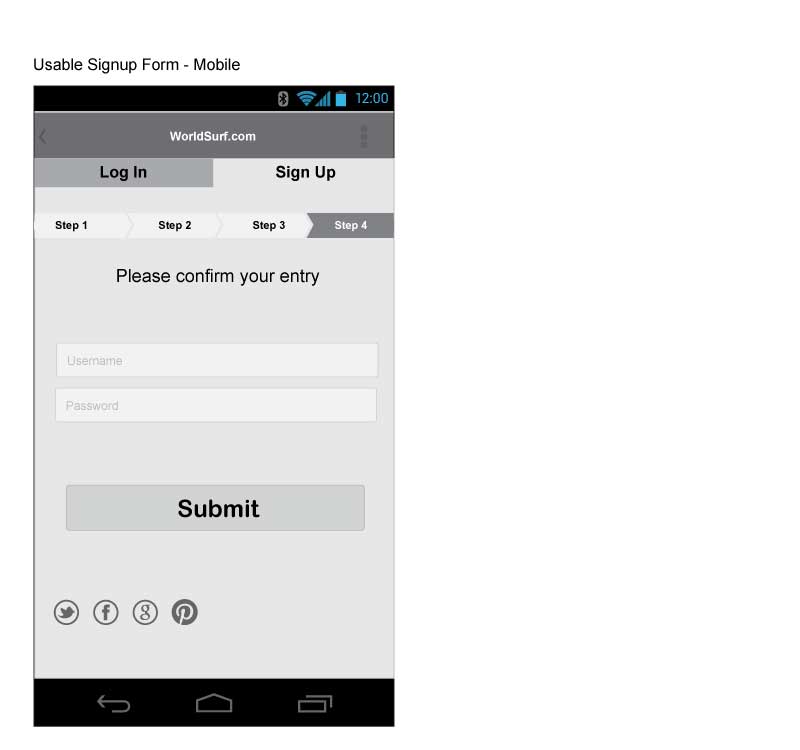 Usable Signup Form - Mobile
12:00
WorldSurf.com
Log In Sign Up
Step 1 Step 2 Step 3 Step 4
Please confirm your entry
Username
Password
Submit